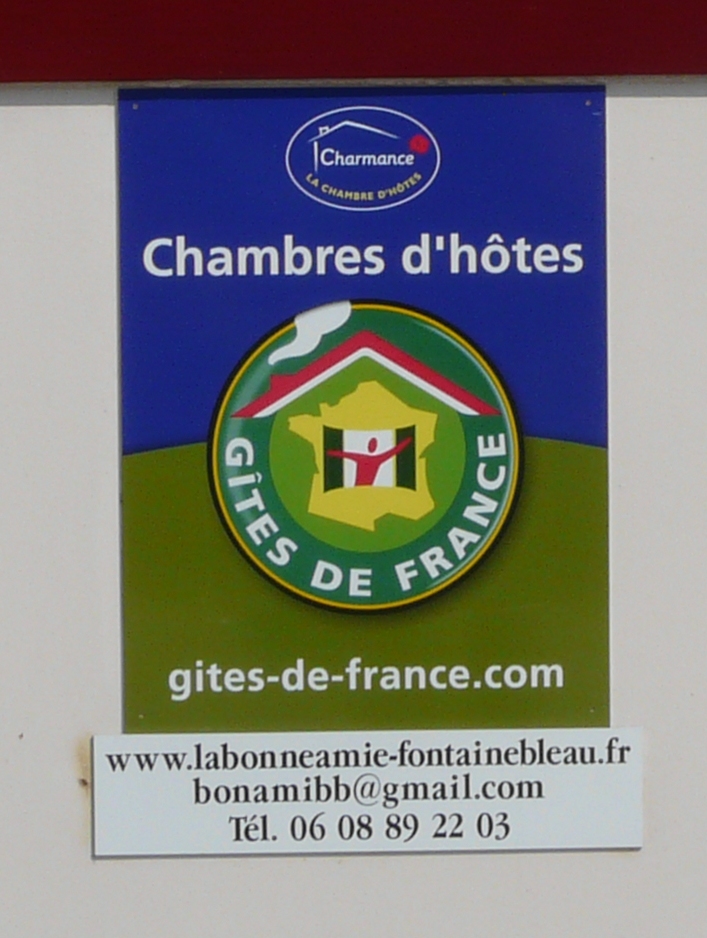 Charmance
LA CHAMBRE D'HÔTES
Chambres d'hôtes
GÎTES DE FRANCE
gites-de-france.com
www.labonneamie-fontainebleau.fr
bonamibb@gmail.com
Tél. 06 08 89 22 03